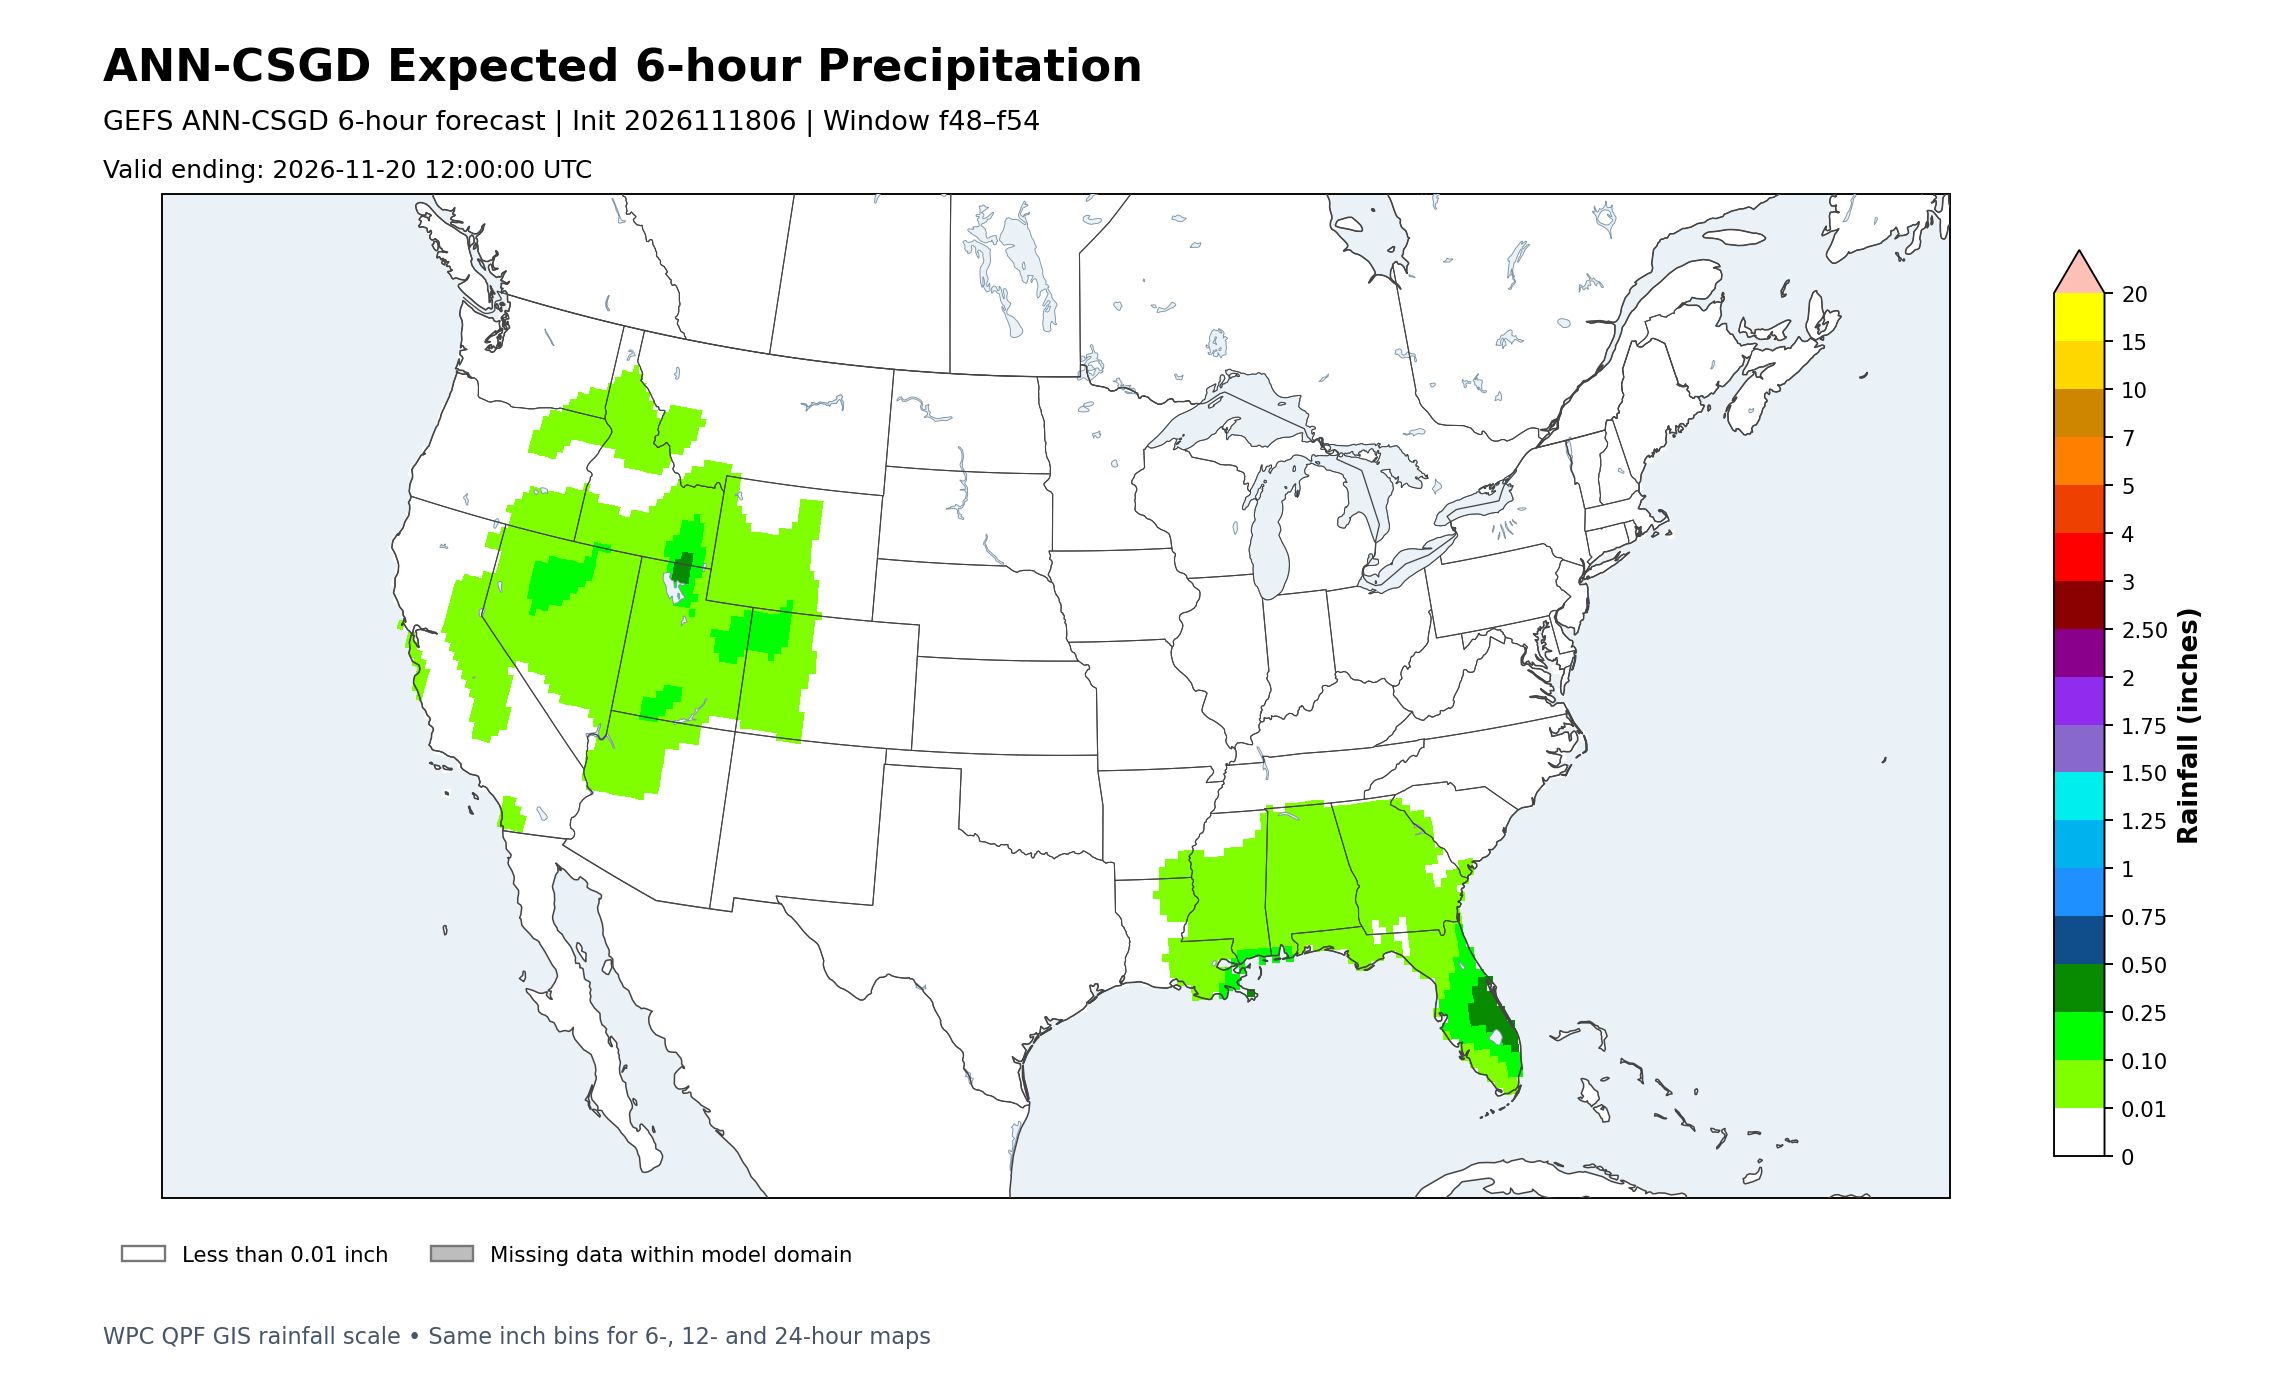 ANN-CSGD Expected 6-hour Precipitation
GEFS ANN-CSGD 6-hour forecast | Init 2026111806 | Window f48–f54
Valid ending: 2026-11-20 12:00:00 UTC
20
15
10
7
5
4
3
2.50
2
1.75
1.50
1.25
1
0.75
0.50
0.25
0.10
0.01
0
Rainfall (inches)
Less than 0.01 inch
Missing data within model domain
WPC QPF GIS rainfall scale • Same inch bins for 6-, 12- and 24-hour maps